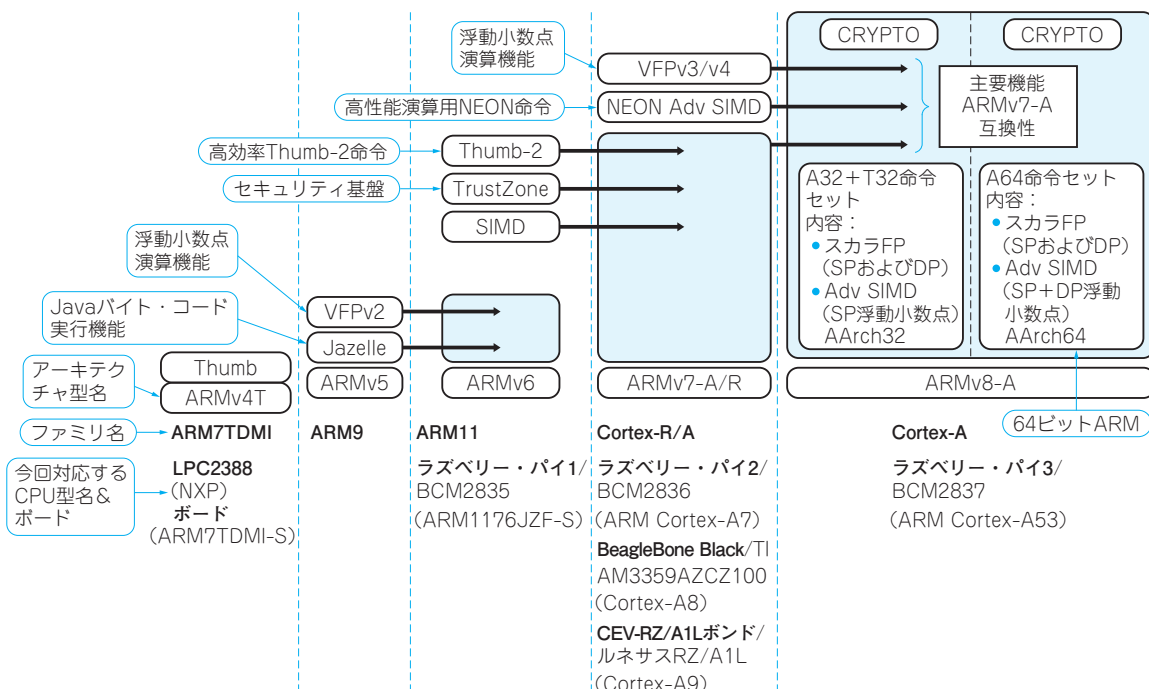 浮動小数点
演算機能
VFPv3/v4
高性能演算用NEON命令
NEON Adv SIMD
高効率Thumb-2命令
Thumb-2
セキュリティ基盤
TrustZone
SIMD
浮動小数点
演算機能
Javaバイト・コード
実行機能
VFPv2
Jazelle
アーキテク
チャ型名
Thumb
ARMv4T
ARMv5
ARMv6
ARMv7-A/R
CRYPTO
CRYPTO
主要機能
ARMv7-A
互換性
A32+T32命令
セット
内容：
• スカラFP
(SPおよびDP)
• Adv SIMD
(SP浮動小数点)
AArch32
A64命令セット
内容：
• スカラFP
(SPおよびDP)
• Adv SIMD
(SP+DP浮動
小数点)
AArch64
ARMv8-A
64ビットARM
ファミリ名
ARM7TDMI
ARM9
ARM11
Cortex-R/A
Cortex-A
今回対応する
CPU型名＆
ボード
LPC2388
(NXP)
ボード
(ARM7TDMI-S)
ラズベリー・パイ1/
BCM2835
(ARM1176JZF-S)
ラズベリー・パイ2/
BCM2836
(ARM Cortex-A7)
BeagleBone Black/TI
AM3359AZCZ100
(Cortex-A8)
CEV-RZ/A1Lボンド/
ルネサスRZ/A1L
(Cortex-A9)
ラズベリー・パイ3/
BCM2837
(ARM Cortex-A53)